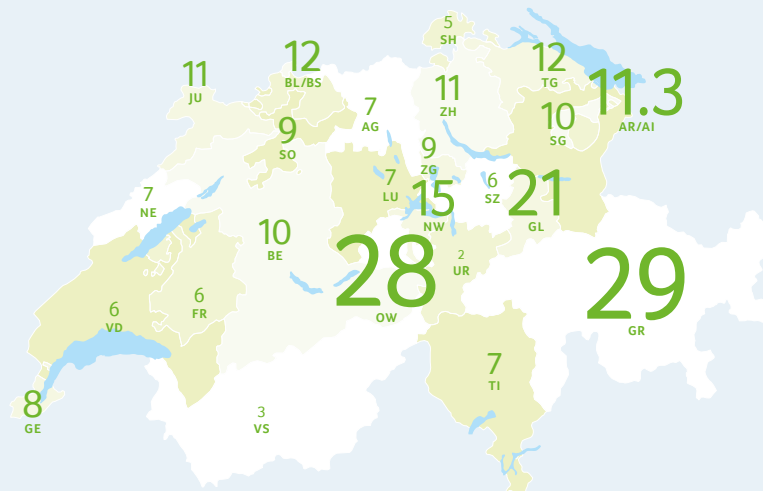 5
SH
12
BL/BS
12
TG
11
JU
11
ZH
11.3
AR/AI
7
AG
10
SG
9
SO
9
ZG
7
LU
6
SZ
21
GL
7
NE
15
NW
10
BE
2
UR
28
OW
29
GR
6
FR
6
VD
7
TI
8
GE
3
VS